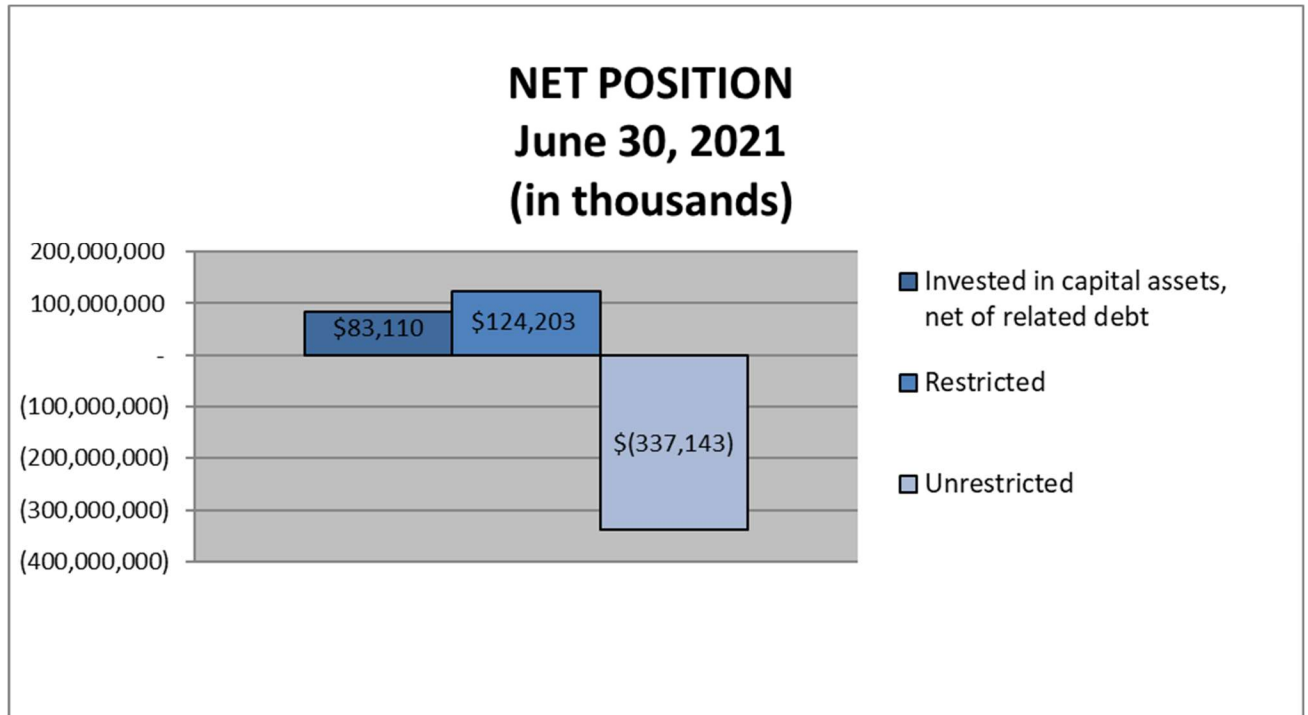 NET POSITION
June 30, 2021
(in thousands)
200,000,000
100,000,000
-
(100,000,000)
(200,000,000)
(300,000,000)
(400,000,000)
$83,110
$124,203
$(337,143)
Invested in capital assets,
net of related debt
Restricted
Unrestricted